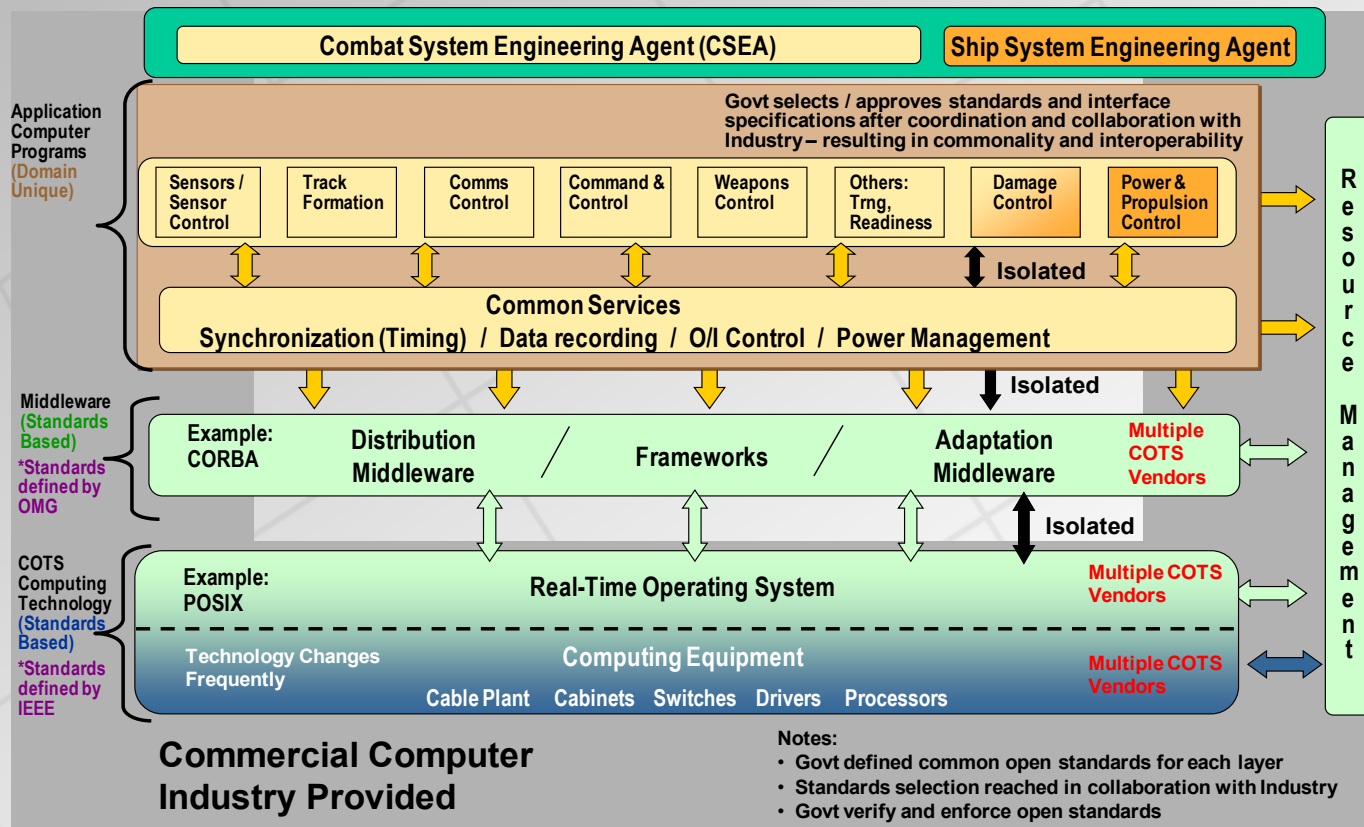 Combat System Engineering Agent (CSEA)
Ship System Engineering Agent
Application
Computer
Programs
(Domain
Unique)
Govt selects / approves standards and interface
specifications after coordination and collaboration with
Industry – resulting in commonality and interoperability
Sensors /
Sensor
Control
Track
Formation
Comms
Control
Command &
Control
Weapons
Control
Others:
Trng,
Readiness
Damage
Control
Power &
Propulsion
Control
Isolated
Common Services
Synchronization (Timing) / Data recording / O/I Control / Power Management
Isolated
Middleware
(Standards
Based)
*Standards
defined by
OMG
Example:
CORBA
Distribution
Middleware
/
Frameworks
/
Adaptation
Middleware
Multiple
COTS
Vendors
Isolated
COTS
Computing
Technology
(Standards
Based)
*Standards
defined by
IEEE
Example:
POSIX
Real-Time Operating System
Multiple COTS
Vendors
Technology Changes
Frequently
Computing Equipment
Multiple COTS
Vendors
Cable Plant Cabinets Switches Drivers Processors
Resource Management
Commercial Computer
Industry Provided
Notes:
• Govt defined common open standards for each layer
• Standards selection reached in collaboration with Industry
• Govt verify and enforce open standards